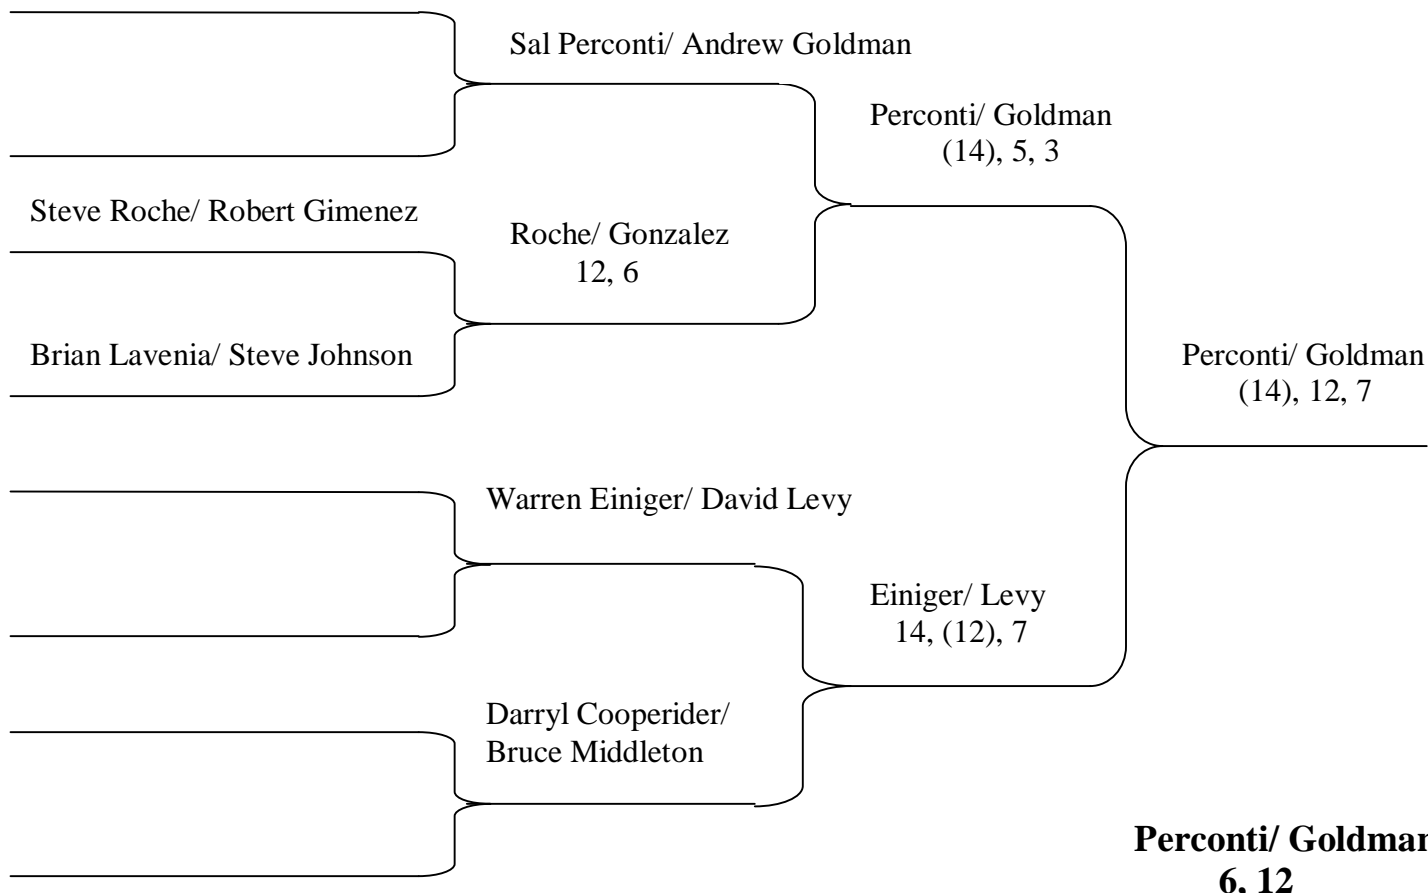 Sal Perconti/ Andrew Goldman
Perconti/ Goldman
(14), 5, 3
Steve Roche/ Robert Gimenez
Roche/ Gonzalez
12, 6
Brian Lavenia/ Steve Johnson
Perconti/ Goldman
(14), 12, 7
Warren Einiger/ David Levy
Einiger/ Levy
14, (12), 7
Darryl Cooperider/
Bruce Middleton
Perconti/ Goldman
6, 12